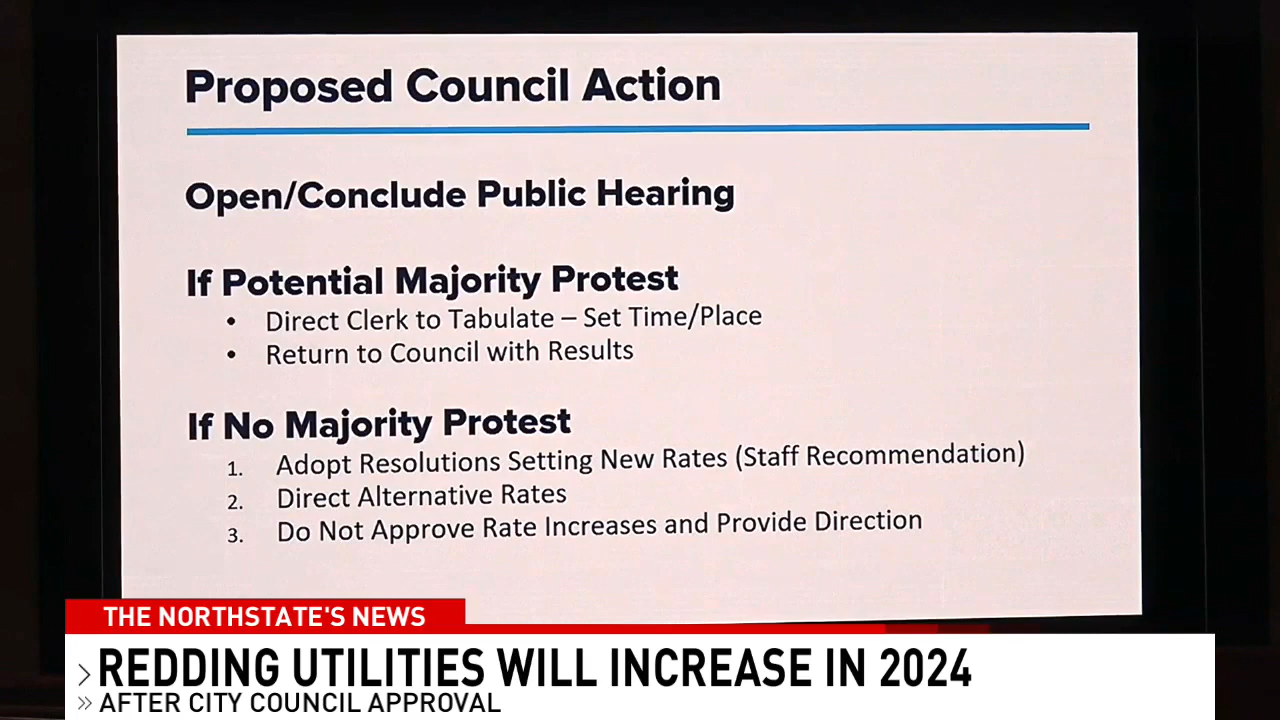 Proposed Council Action
Open/Conclude Public Hearing
If Potential Majority Protest
• Direct Clerk to Tabulate – Set Time/Place
• Return to Council with Results
If No Majority Protest
1. Adopt Resolutions Setting New Rates (Staff Recommendation)
2. Direct Alternative Rates
3. Do Not Approve Rate Increases and Provide Direction
THE NORTHSTATE'S NEWS
REDDING UTILITIES WILL INCREASE IN 2024
AFTER CITY COUNCIL APPROVAL